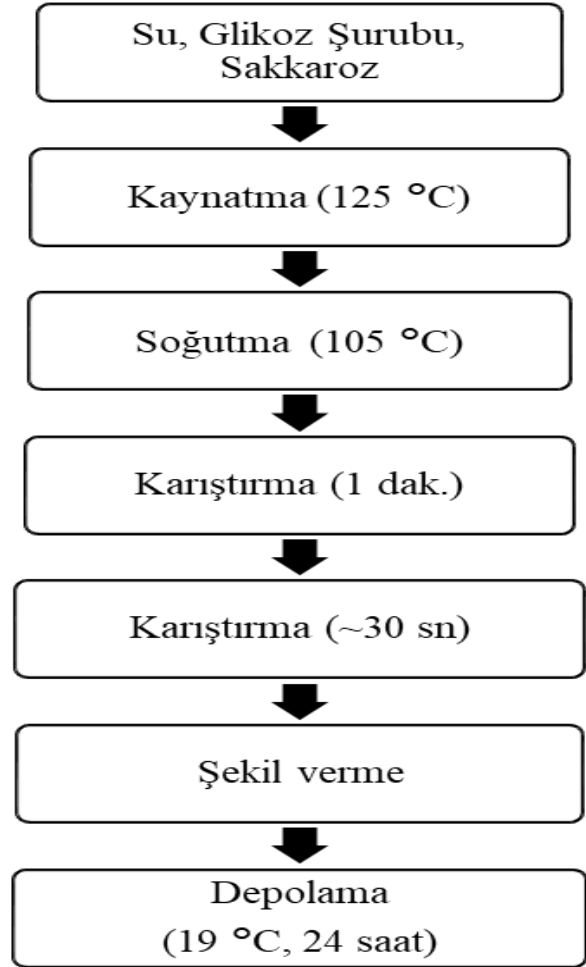 Su, Glikoz Şurubu,
Sakkaroz
Kaynatma (125 °C)
Soğutma (105 °C)
Karıştırma (1 dak.)
Karıştırma (~30 sn)
Şekil verme
Depolama
(19 °C, 24 saat)